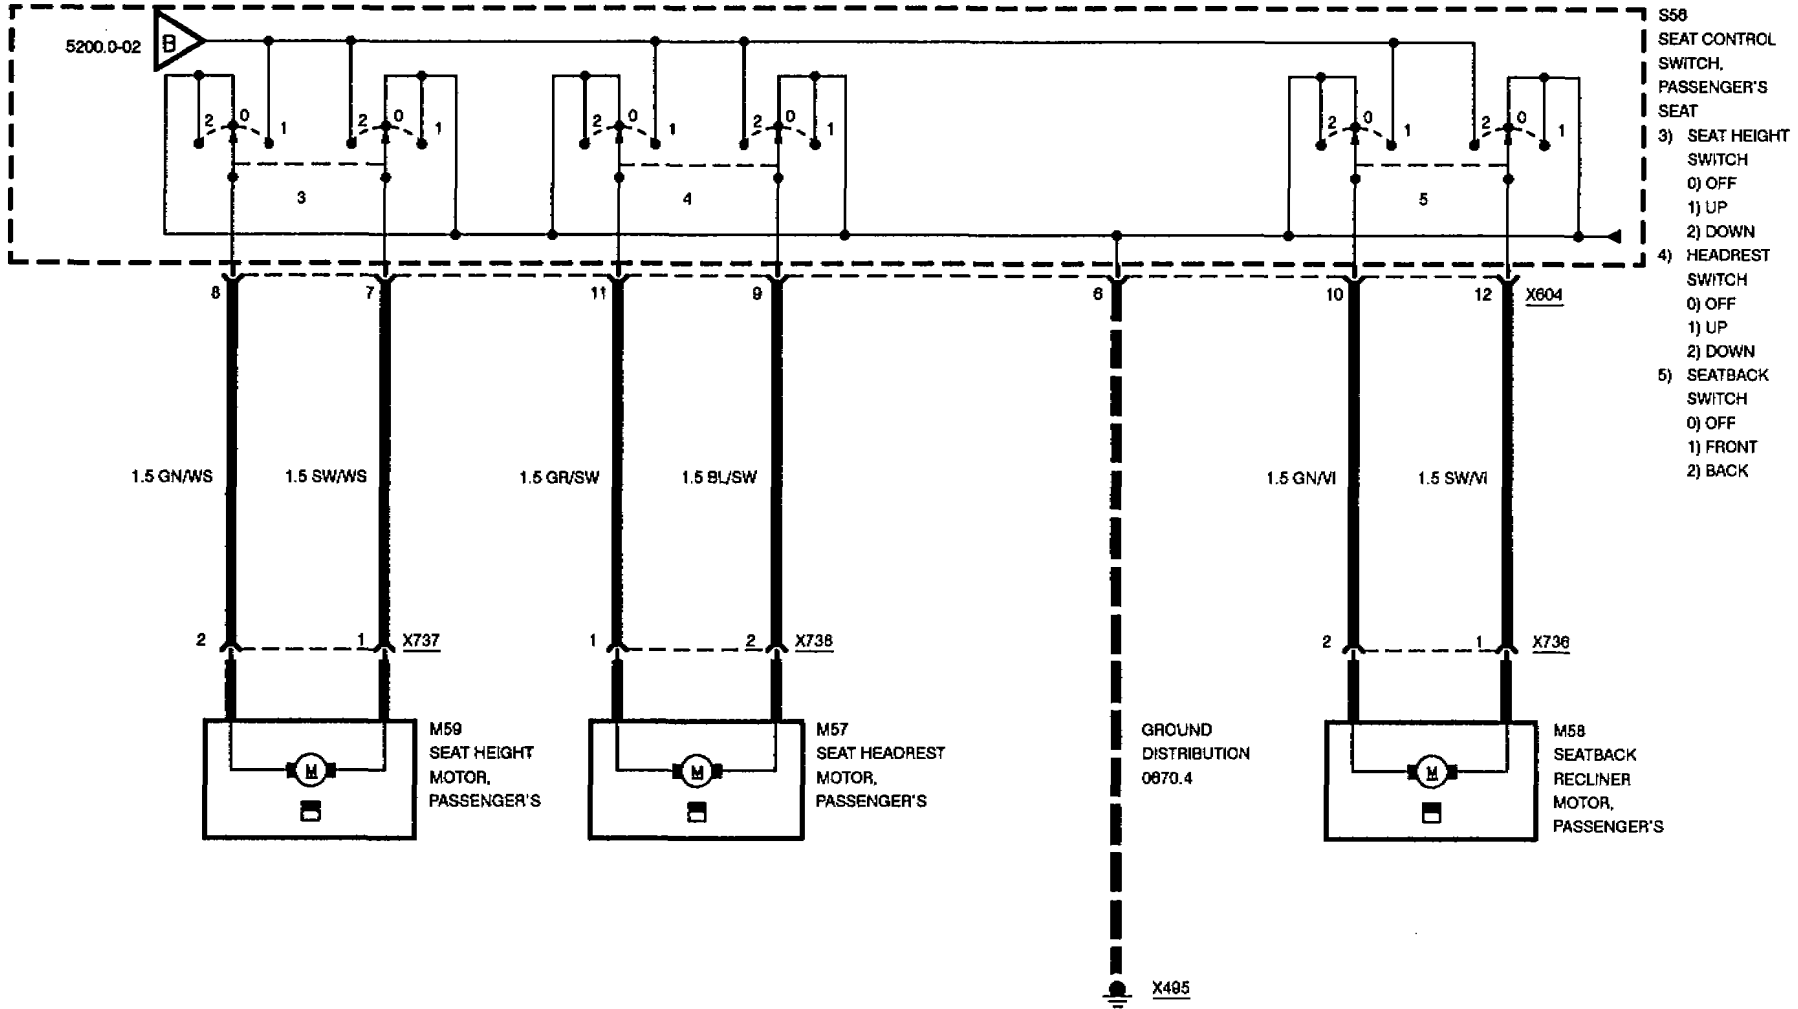 5200.0-02
B
2 0 1
2 0 1
2 0 1
2 0 1
2 0 1
2 0 1
3
4
5
8
7
11
9
6
10
12
X604
S56
SEAT CONTROL
SWITCH,
PASSENGER'S
SEAT
3) SEAT HEIGHT
SWITCH
0) OFF
1) UP
2) DOWN
4) HEADREST
SWITCH
0) OFF
1) UP
2) DOWN
5) SEATBACK
SWITCH
0) OFF
1) FRONT
2) BACK
1.5 GN/WS
1.5 SW/WS
1.5 GR/SW
1.5 BL/SW
1.5 GN/VI
1.5 SW/VI
2
1
X737
1
2
X738
2
1
X736
M
M59
SEAT HEIGHT
MOTOR,
PASSENGER'S
M
M57
SEAT HEADREST
MOTOR,
PASSENGER'S
GROUND
DISTRIBUTION
0670.4
M
M58
SEATBACK
RECLINER
MOTOR,
PASSENGER'S
X495